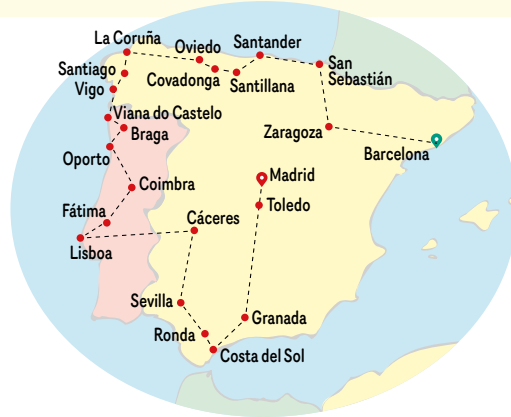 La Coruña
Oviedo
Santander
Santiago
Covadonga
Santillana
San
Sebastián
Vigo
Viana do Castelo
Braga
Zaragoza
Barcelona
Oporto
Madrid
Coimbra
Toledo
Fátima
Cáceres
Lisboa
Sevilla
Granada
Ronda
Costa del Sol